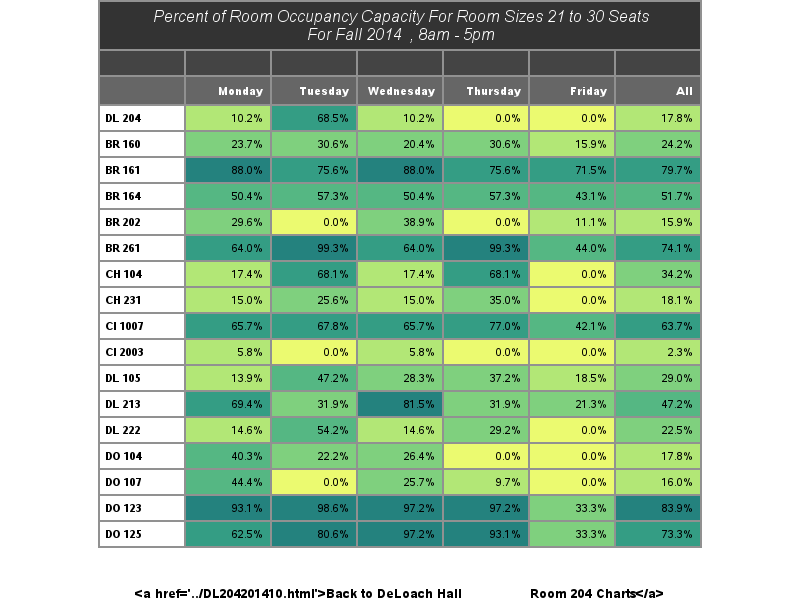 Percent of Room Occupancy Capacity For Room Sizes 21 to 30 Seats
For Fall 2014 , 8am - 5pm
Monday Tuesday Wednesday Thursday Friday All
DL 204 10.2% 68.5% 10.2% 0.0% 0.0% 17.8%
BR 160 23.7% 30.6% 20.4% 30.6% 15.9% 24.2%
BR 161 88.0% 75.6% 88.0% 75.6% 71.5% 79.7%
BR 164 50.4% 57.3% 50.4% 57.3% 43.1% 51.7%
BR 202 29.6% 0.0% 38.9% 0.0% 11.1% 15.9%
BR 261 64.0% 99.3% 64.0% 99.3% 44.0% 74.1%
CH 104 17.4% 68.1% 17.4% 68.1% 0.0% 34.2%
CH 231 15.0% 25.6% 15.0% 35.0% 0.0% 18.1%
CI 1007 65.7% 67.8% 65.7% 77.0% 42.1% 63.7%
CI 2003 5.8% 0.0% 5.8% 0.0% 0.0% 2.3%
DL 105 13.9% 47.2% 28.3% 37.2% 18.5% 29.0%
DL 213 69.4% 31.9% 81.5% 31.9% 21.3% 47.2%
DL 222 14.6% 54.2% 14.6% 29.2% 0.0% 22.5%
DO 104 40.3% 22.2% 26.4% 0.0% 0.0% 17.8%
DO 107 44.4% 0.0% 25.7% 9.7% 0.0% 16.0%
DO 123 93.1% 98.6% 97.2% 97.2% 33.3% 83.9%
DO 125 62.5% 80.6% 97.2% 93.1% 33.3% 73.3%
<a href='../DL204201410.html'>Back to DeLoach Hall Room 204 Charts</a>